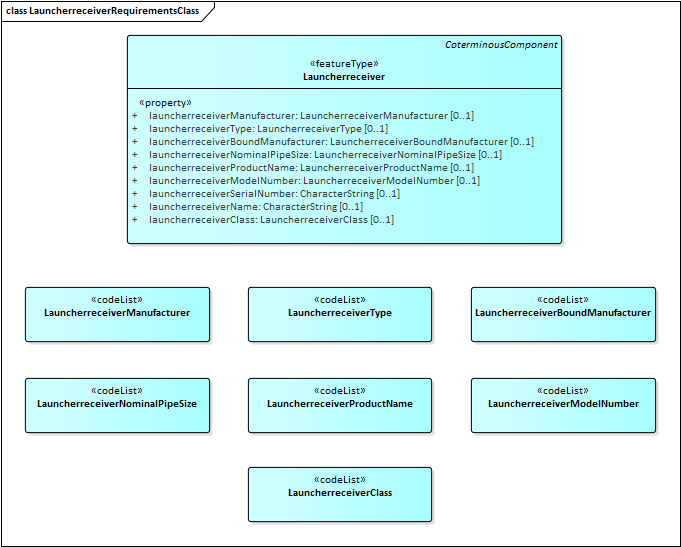 class LauncherreceiverRequirementsClass
CoterminousComponent
«featureType»
Launcherreceiver
«property»
+ launcherreceiverManufacturer: LauncherreceiverManufacturer [0..1]
+ launcherreceiverType: LauncherreceiverType [0..1]
+ launcherreceiverBoundManufacturer: LauncherreceiverBoundManufacturer [0..1]
+ launcherreceiverNominalPipeSize: LauncherreceiverNominalPipeSize [0..1]
+ launcherreceiverProductName: LauncherreceiverProductName [0..1]
+ launcherreceiverModelNumber: LauncherreceiverModelNumber [0..1]
+ launcherreceiverSerialNumber: CharacterString [0..1]
+ launcherreceiverName: CharacterString [0..1]
+ launcherreceiverClass: LauncherreceiverClass [0..1]
«codeList»
LauncherreceiverManufacturer
«codeList»
LauncherreceiverType
«codeList»
LauncherreceiverBoundManufacturer
«codeList»
LauncherreceiverNominalPipeSize
«codeList»
LauncherreceiverProductName
«codeList»
LauncherreceiverModelNumber
«codeList»
LauncherreceiverClass